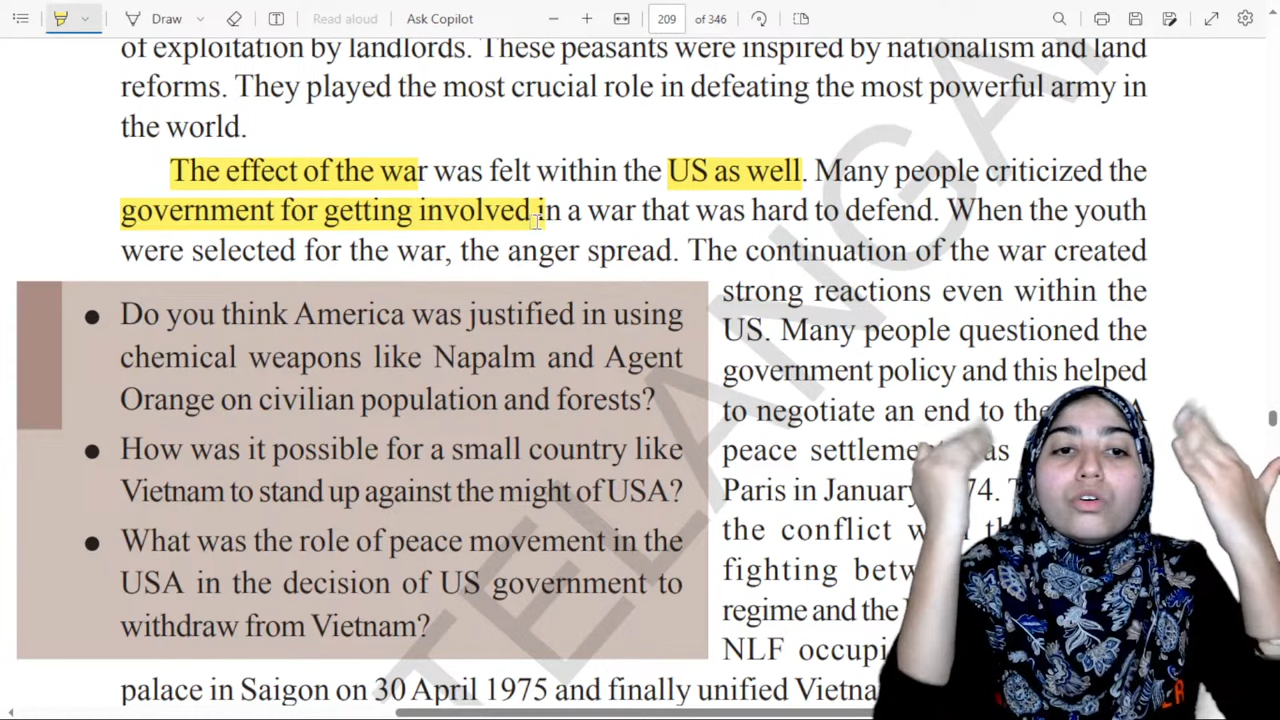 Draw
Read aloud
Ask Copilot
209
of 346
of exploitation by landlords. These peasants were inspired by nationalism and land
reforms. They played the most crucial role in defeating the most powerful army in
the world.
The effect of the war was felt within the US as well. Many people criticized the
government for getting involved in a war that was hard to defend. When the youth
were selected for the war, the anger spread. The continuation of the war created
strong reactions even within the
US. Many people questioned the
government policy and this helped
to negotiate an end to the
peace
Paris in January
the conflict
fighting
regime and the
NLF
palace in Saigon on 30 April 1975 and finally unified
● Do you think America was justified in using
chemical weapons like Napalm and Agent
Orange on civilian population and forests?
● How was it possible for a small country like
Vietnam to stand up against the might of USA?
● What was the role of peace movement in the
USA in the decision of US government to
withdraw from Vietnam?
TELANGA